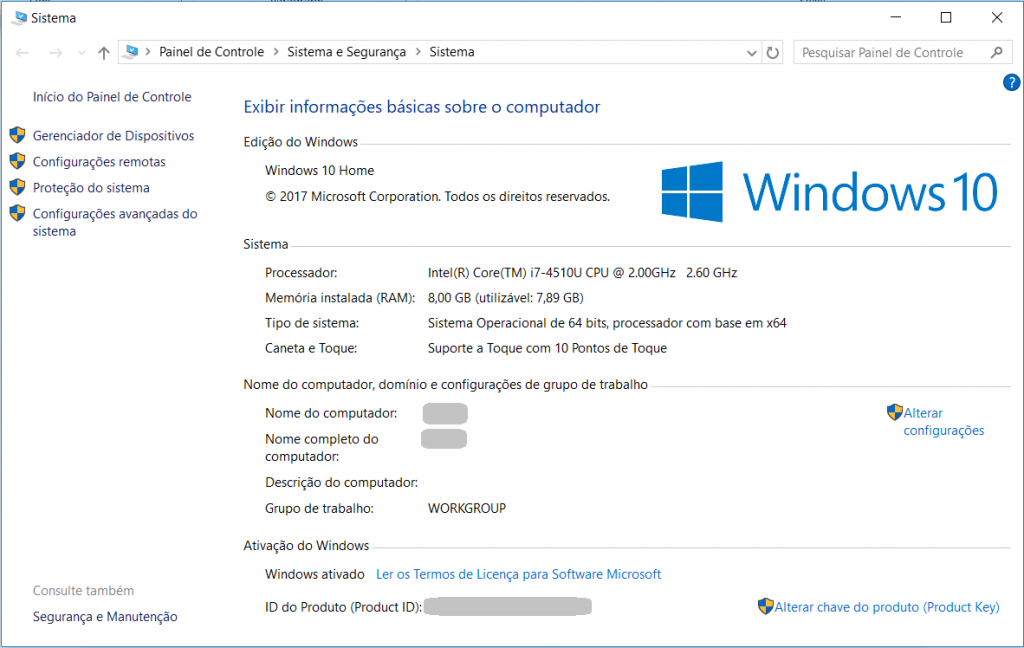 Sistema
Painel de Controle > Sistema e Segurança > Sistema
Pesquisar Painel de Controle
?
Início do Painel de Controle
Gerenciador de Dispositivos
Configurações remotas
Proteção do sistema
Configurações avançadas do
sistema
Consulte também
Segurança e Manutenção
Exibir informações básicas sobre o computador
Edição do Windows
Windows 10 Home
© 2017 Microsoft Corporation. Todos os direitos reservados.
Windows 10
Sistema
Processador: Intel(R) Core(TM) i7-4510U CPU @ 2.00GHz 2.60 GHz
Memória instalada (RAM): 8,00 GB (utilizável: 7,89 GB)
Tipo de sistema: Sistema Operacional de 64 bits, processador com base em x64
Caneta e Toque: Suporte a Toque com 10 Pontos de Toque
Nome do computador, domínio e configurações de grupo de trabalho
Nome do computador:
Nome completo do
computador:
Descrição do computador:
Grupo de trabalho: WORKGROUP
Alterar
configurações
Ativação do Windows
Windows ativado Ler os Termos de Licença para Software Microsoft
ID do Produto (Product ID):
Alterar chave do produto (Product Key)